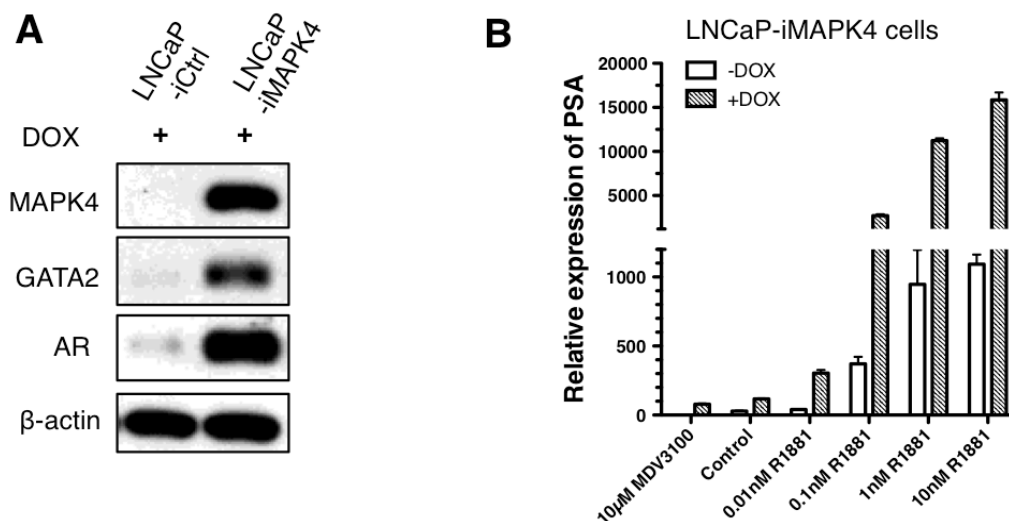 A
LNCaP
-iCtrl
LNCaP
-iMAPK4
DOX + +
MAPK4
GATA2
AR
β-actin
B
LNCaP-iMAPK4 cells
-DOX
+DOX
Relative expression of PSA
20000
15000
10000
5000
1000
500
0
10µM MDV3100
Control
0.01nM R1881
0.1nM R1881
1nM R1881
10nM R1881